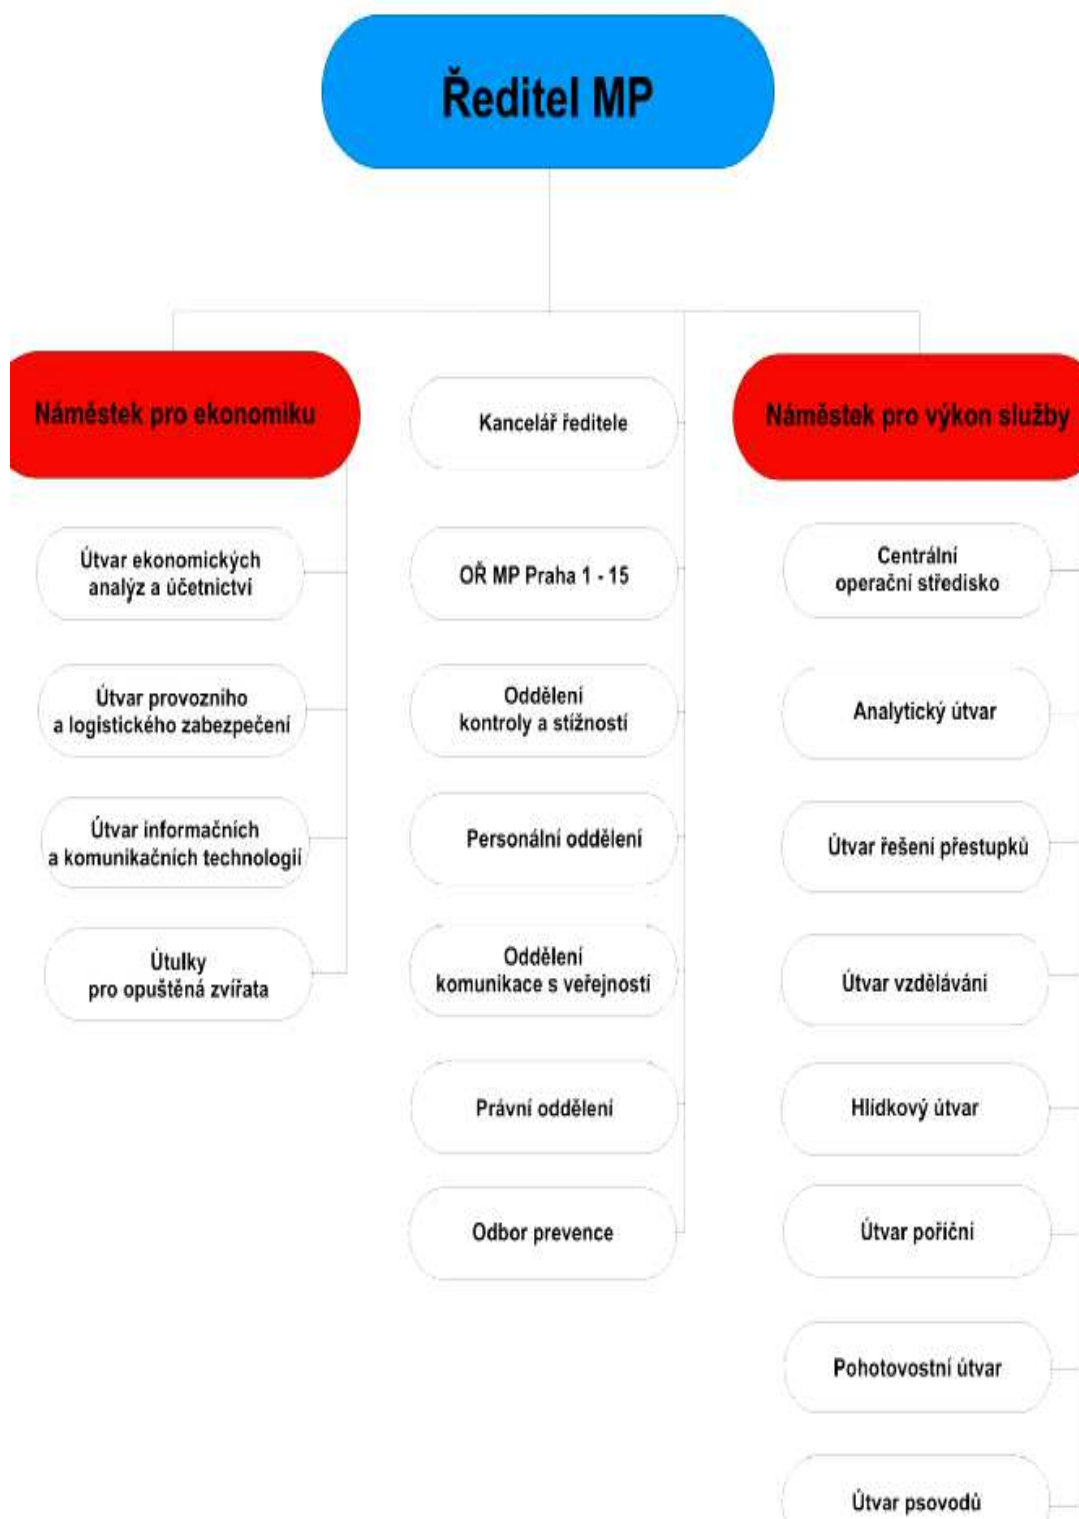 Ředitel MP
Náměstek pro ekonomiku
Útvar ekonomických
analýz a účetnictví
Útvar provozního
a logistického zabezpečení
Útvar informačních
a komunikačních technologií
Útulky
pro opuštěná zvířata
Kancelář ředitele
OŘ MP Praha 1 - 15
Oddělení
kontroly a stížností
Personální oddělení
Oddělení
komunikace s veřejností
Právní oddělení
Odbor prevence
Náměstek pro výkon služby
Centrální
operační středisko
Analytický útvar
Útvar řešení přestupků
Útvar vzdělávání
Hlídkový útvar
Útvar poříční
Pohotovostní útvar
Útvar psovodů